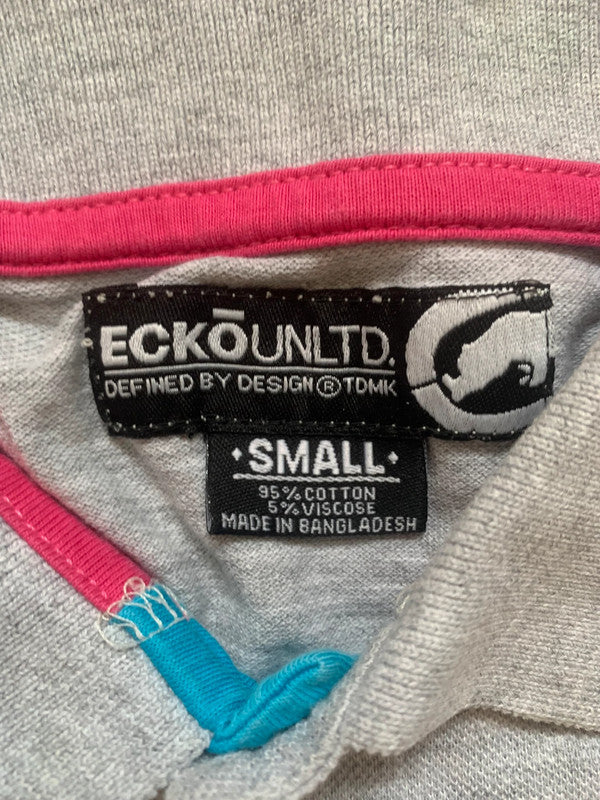 ECKŌUNLTD.
DEFINED BY DESIGN®TDMK
•SMALL•
95% COTTON
5% VISCOSE
MADE IN BANGLADESH